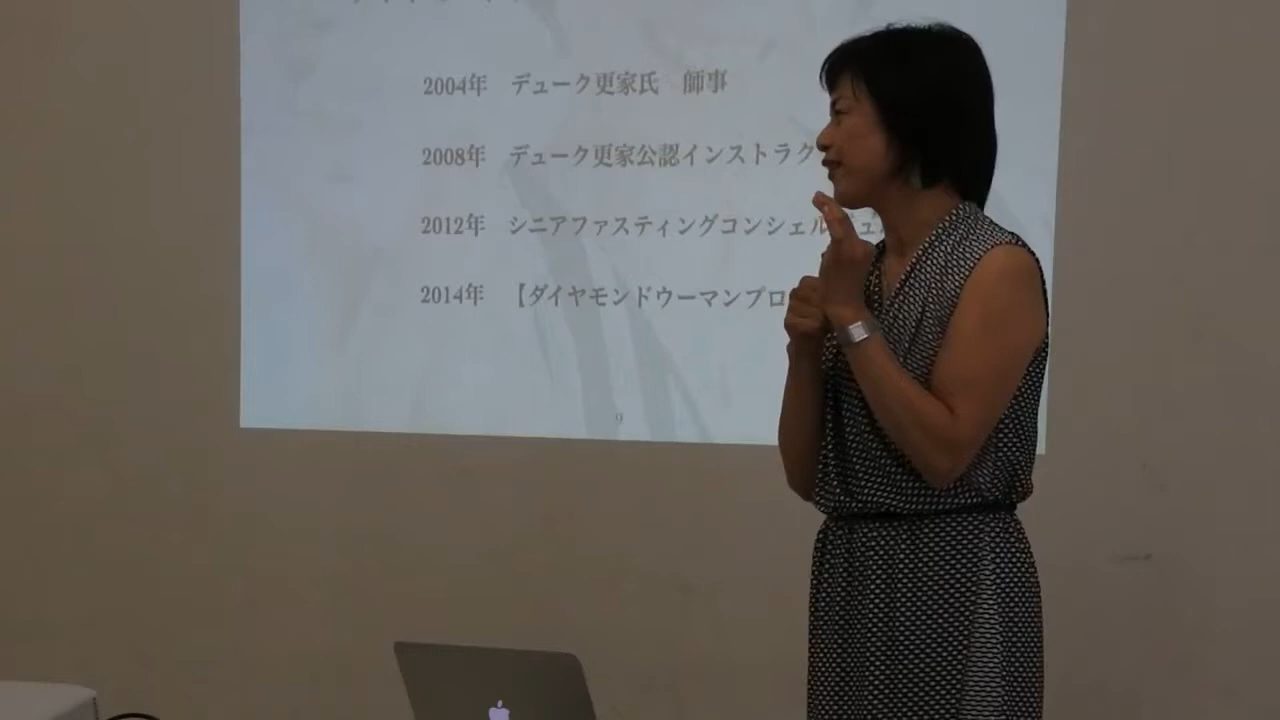 2004年 デューク更家氏 師事
2008年 デューク更家公認インストラク
2012年 シニアファスティングコンシェル
2014年 【ダイヤモンドウーマンプロ
9